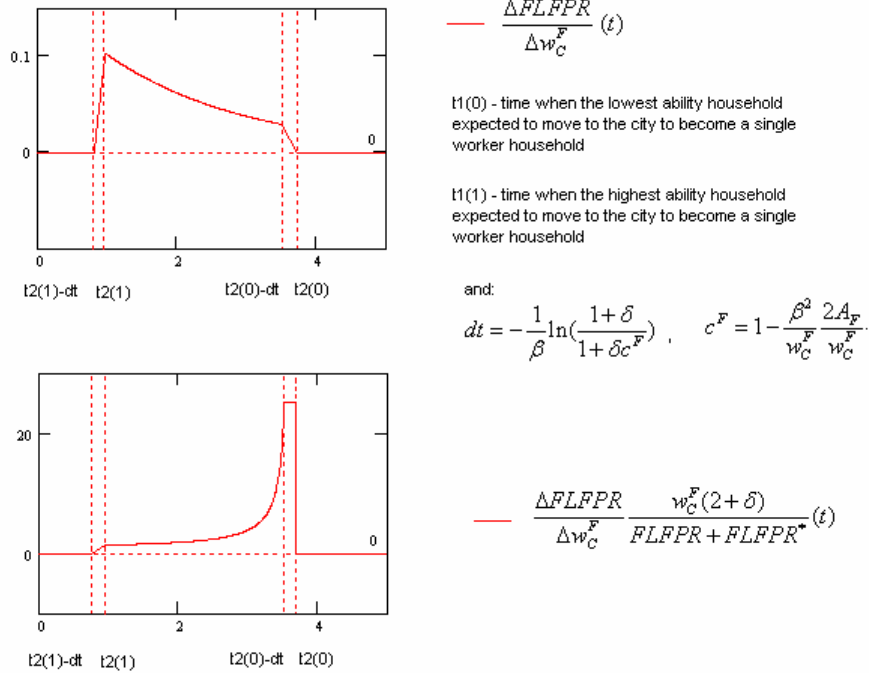 ΔFLFPR / Δw_C^F (t)
0.1
0
0
0 2 4
t2(1)-dt t2(1) t2(0)-dt t2(0)
t1(0) - time when the lowest ability household
expected to move to the city to become a single
worker household
t1(1) - time when the highest ability household
expected to move to the city to become a single
worker household
and:
dt = -1/β ln((1+δ)/(1+δc^F)) , c^F = 1 - β²/w_C^F 2A_F/w_C^F .
20
0
0
0 2 4
t2(1)-dt t2(1) t2(0)-dt t2(0)
ΔFLFPR/Δw_C^F w_C^F(2+δ)/(FLFPR+FLFPR*) (t)